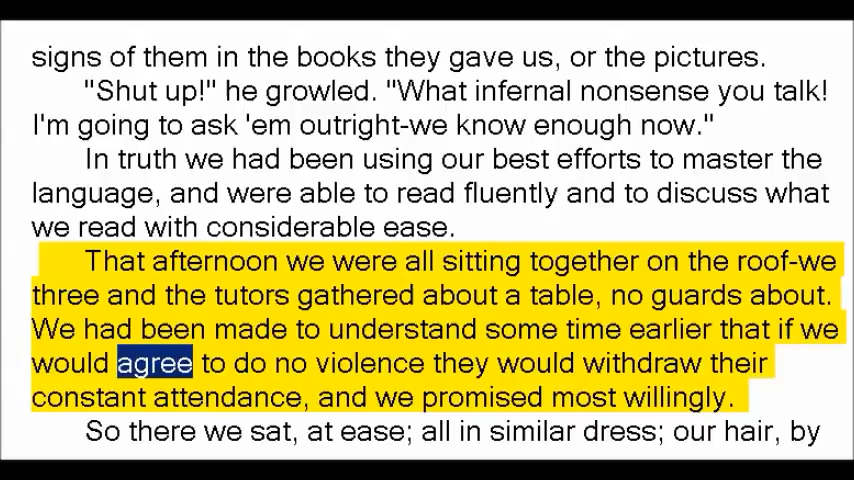 signs of them in the books they gave us, or the pictures.
"Shut up!" he growled. "What infernal nonsense you talk!
I'm going to ask 'em outright-we know enough now."
In truth we had been using our best efforts to master the
language, and were able to read fluently and to discuss what
we read with considerable ease.
That afternoon we were all sitting together on the roof-we
three and the tutors gathered about a table, no guards about.
We had been made to understand some time earlier that if we
would agree to do no violence they would withdraw their
constant attendance, and we promised most willingly.
So there we sat, at ease; all in similar dress; our hair, by